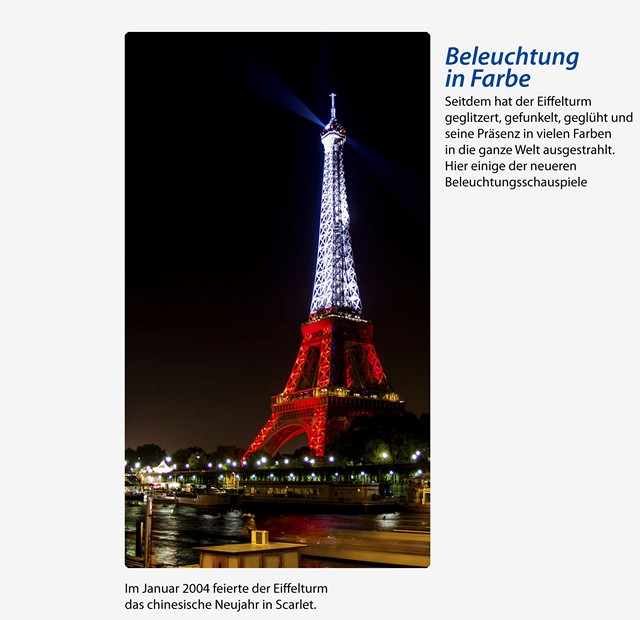 Beleuchtung
in Farbe
Seitdem hat der Eiffelturm
geglitzert, gefunkelt, geglüht und
seine Präsenz in vielen Farben
in die ganze Welt ausgestrahlt.
Hier einige der neueren
Beleuchtungsschauspiele
Im Januar 2004 feierte der Eiffelturm
das chinesische Neujahr in Scarlet.